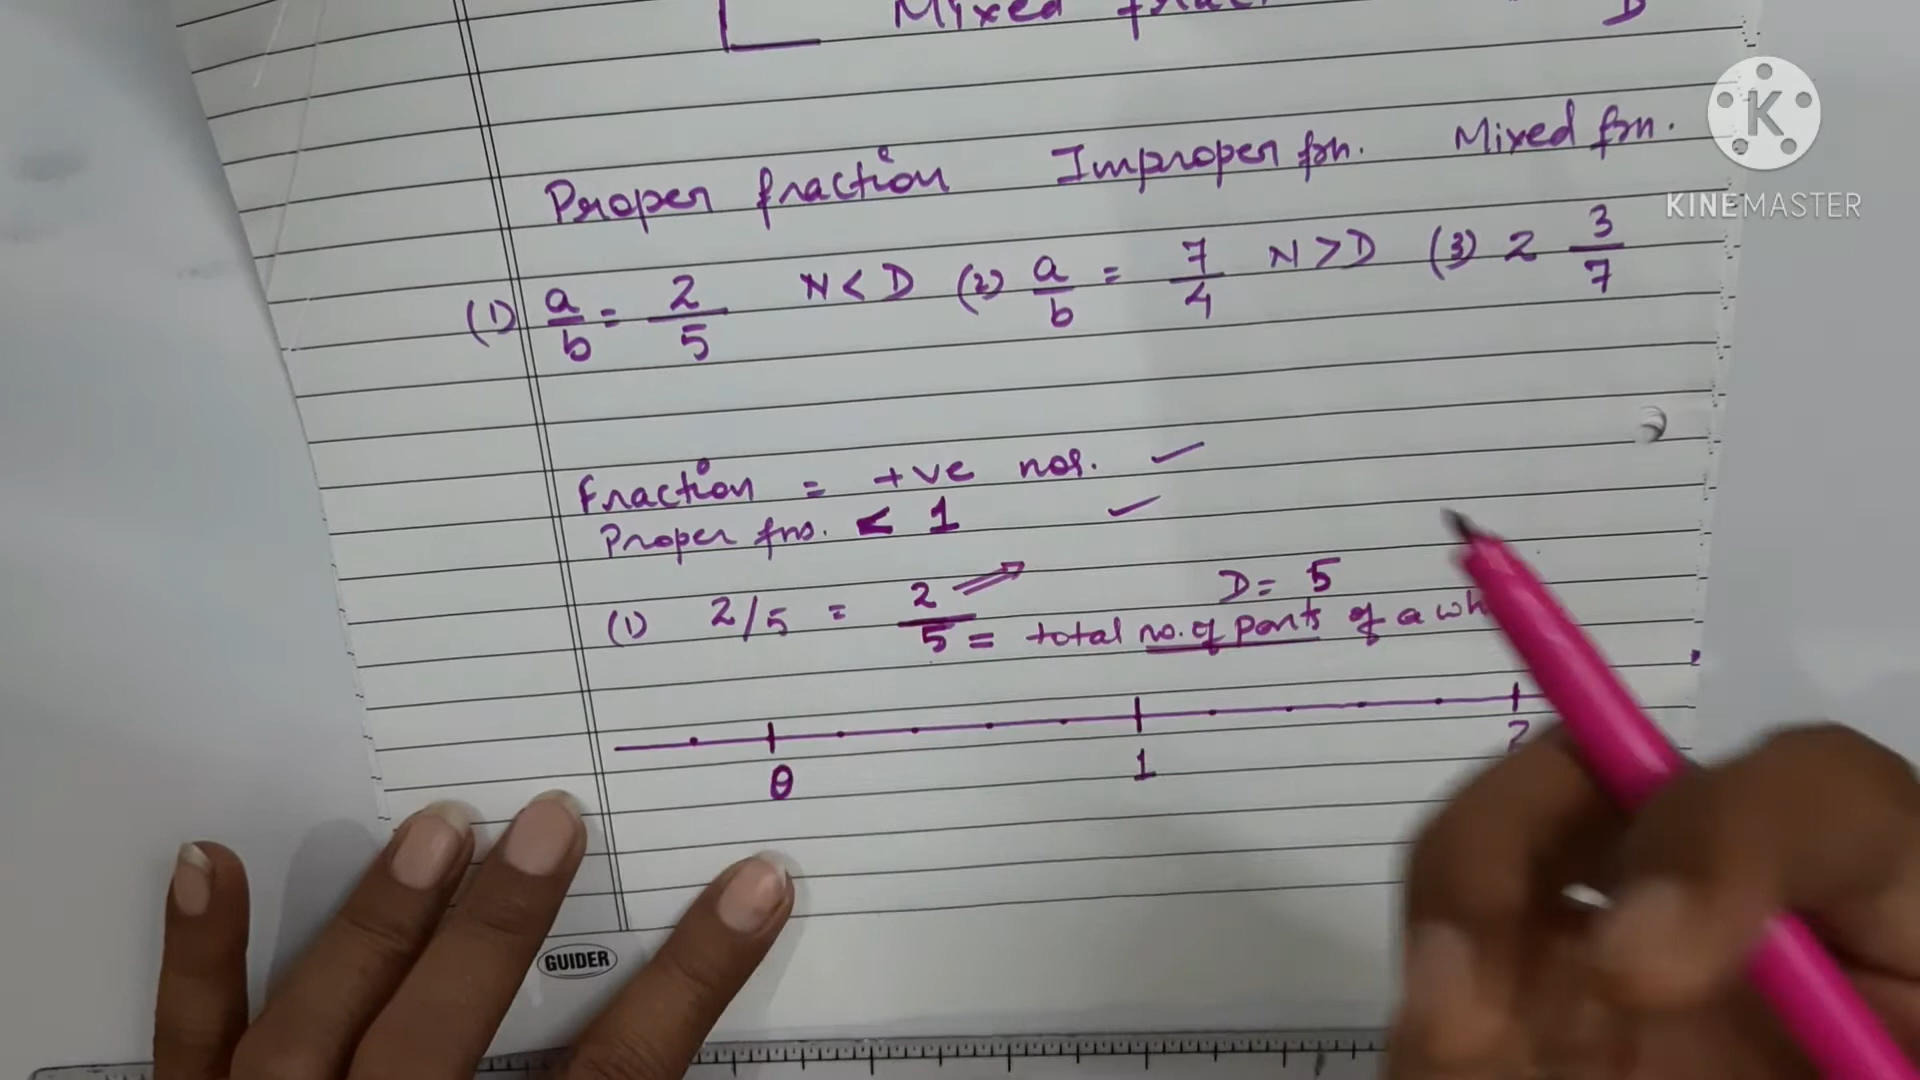 Mixed
D
Proper fraction Improper frn. Mixed frn.
(1) a/b = 2/5 N < D (2) a/b = 7/4 N > D (3) 2 3/7
Fraction = +ve nos.
Proper frns. < 1
D = 5
(1) 2/5 = 2/5 = total no. of parts of a wh
0 1 2
GUIDER
K
KINEMASTER